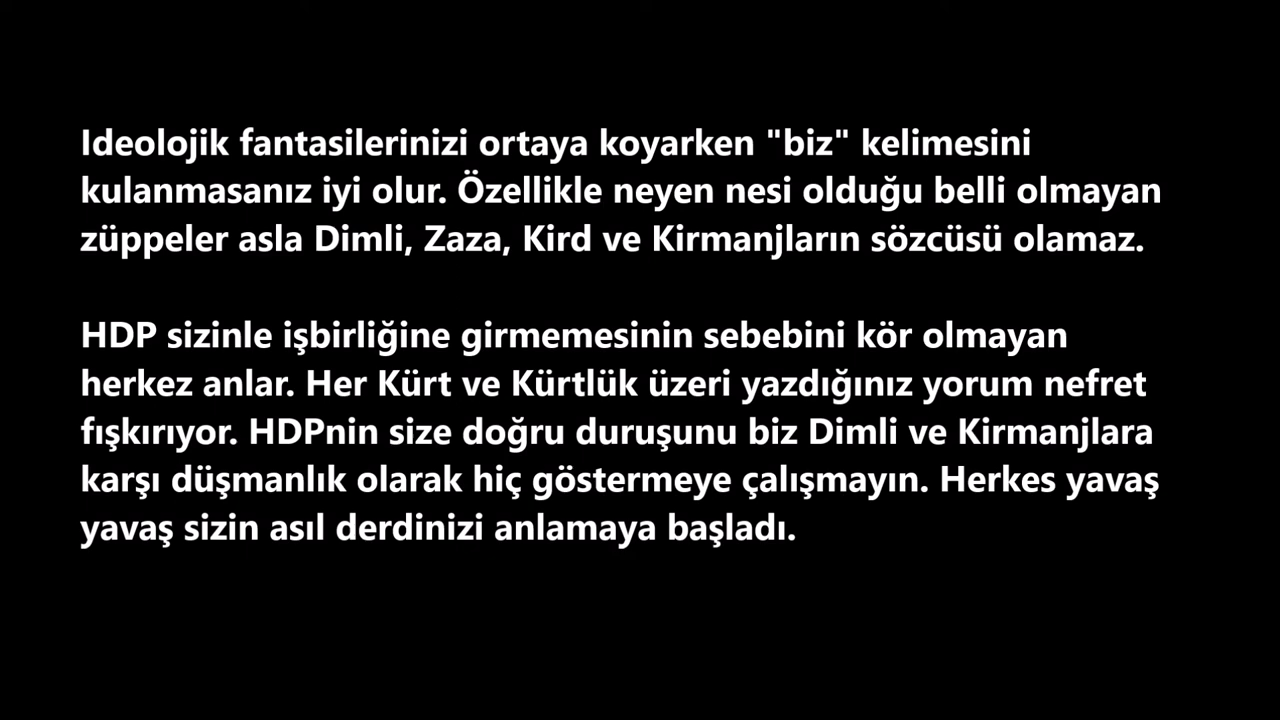 Ideolojik fantasilerinizi ortaya koyarken "biz" kelimesini
kulanmasanız iyi olur. Özellikle neyen nesi olduğu belli olmayan
züppeler asla Dimli, Zaza, Kird ve Kirmanjların sözcüsü olamaz.
HDP sizinle işbirliğine girmemesinin sebebini kör olmayan
herkez anlar. Her Kürt ve Kürtlük üzeri yazdığınız yorum nefret
fışkırıyor. HDPnin size doğru duruşunu biz Dimli ve Kirmanjlara
karşı düşmanlık olarak hiç göstermeye çalışmayın. Herkes yavaş
yavaş sizin asıl derdinizi anlamaya başladı.